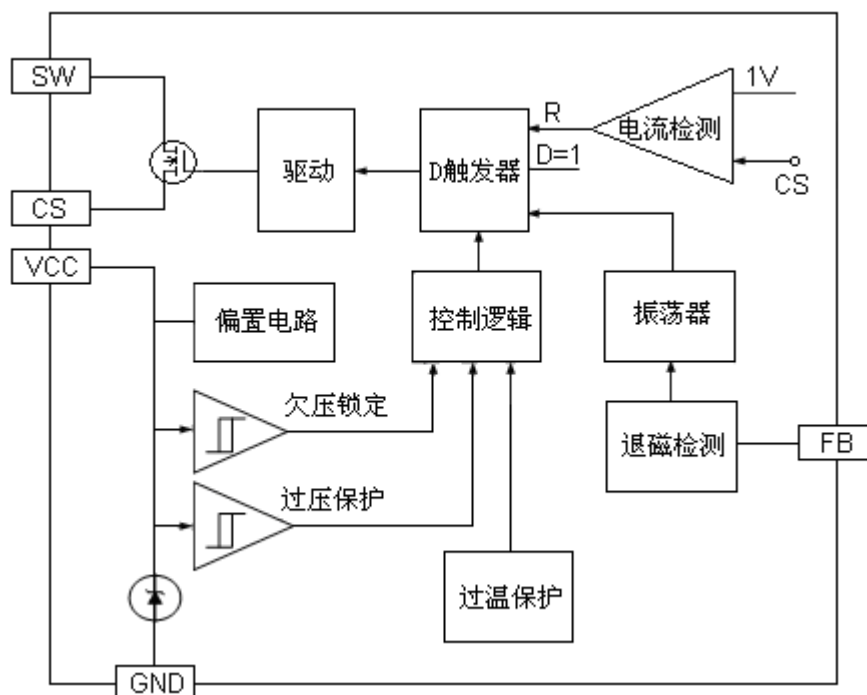 SW
1V
R
电流检测
驱动
D触发器
D=1
CS
CS
VCC
偏置电路
控制逻辑
振荡器
欠压锁定
退磁检测
FB
过压保护
过温保护
GND